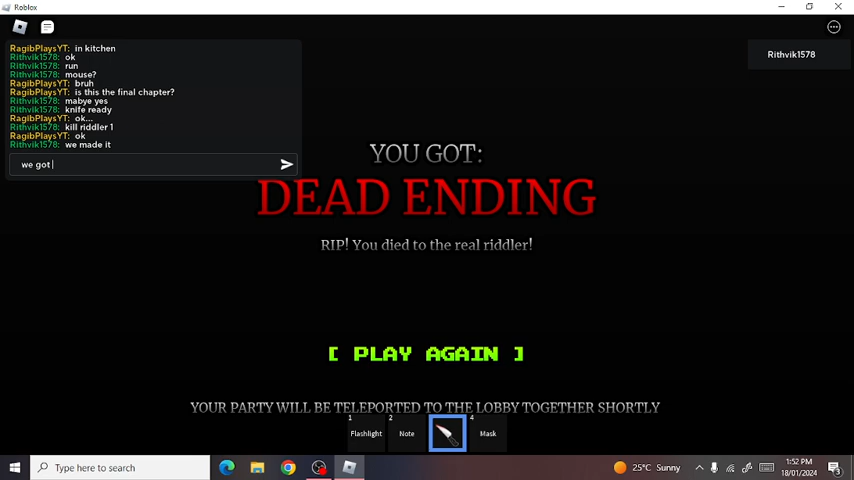 Roblox
RagibPlaysYT: in kitchen
Rithvik1578: ok
Rithvik1578: run
Rithvik1578: mouse?
RagibPlaysYT: bruh
RagibPlaysYT: is this the final chapter?
Rithvik1578: mabye yes
Rithvik1578: knife ready
RagibPlaysYT: ok...
Rithvik1578: kill riddler 1
RagibPlaysYT: ok
Rithvik1578: we made it
we got
Rithvik1578
YOU GOT:
DEAD ENDING
RIP! You died to the real riddler!
[ PLAY AGAIN ]
YOUR PARTY WILL BE TELEPORTED TO THE LOBBY TOGETHER SHORTLY
1 Flashlight
2 Note
4 Mask
Type here to search
25°C Sunny
1:52 PM
18/01/2024
3